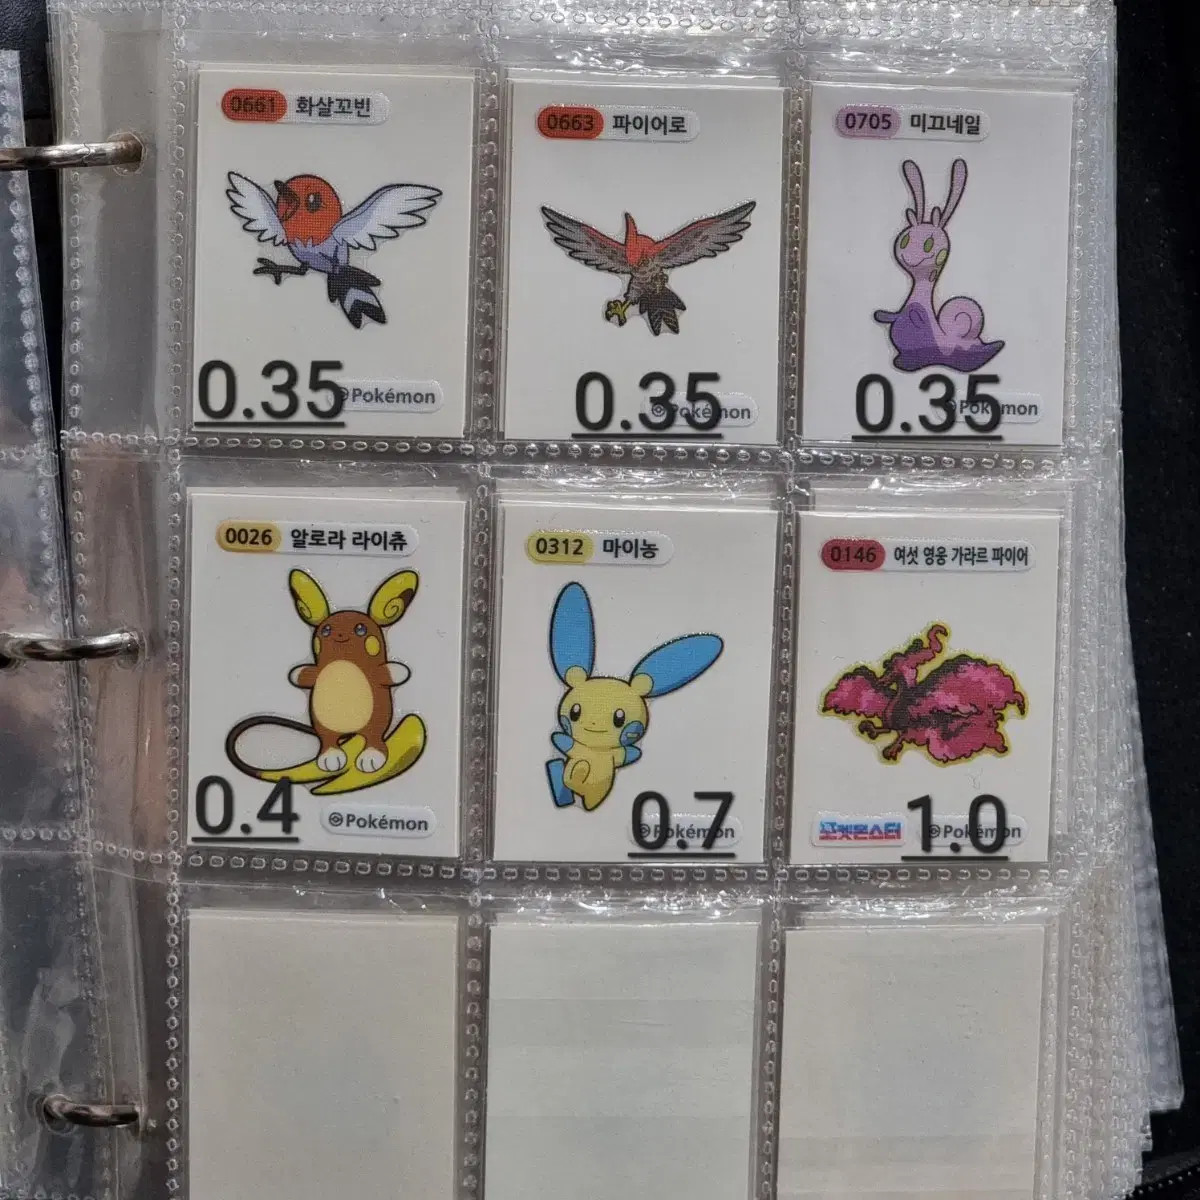 0661 화살꼬빈
0663 파이어로
0705 미끄네일
0.35 Pokémon
0.35 Pokémon
0.35 Pokémon
0026 알로라 라이츄
0312 마이농
0146 여섯 영웅 가라르 파이어
0.4 Pokémon
0.7 Pokémon
포켓몬스터 1.0 Pokémon